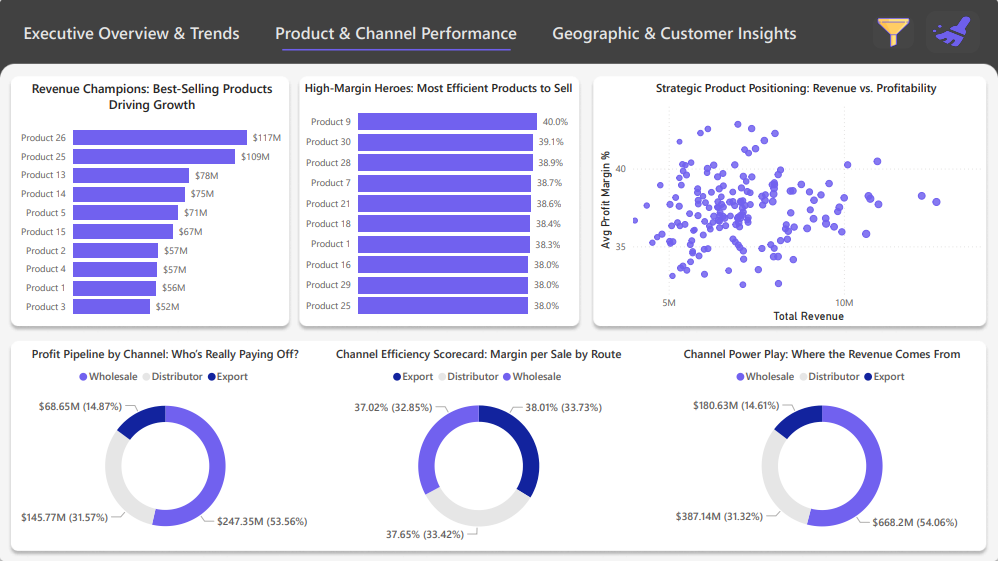 Executive Overview & Trends
Product & Channel Performance
Geographic & Customer Insights
Revenue Champions: Best-Selling Products
Driving Growth
Product 26 $117M
Product 25 $109M
Product 13 $78M
Product 14 $75M
Product 5 $71M
Product 15 $67M
Product 2 $57M
Product 4 $57M
Product 1 $56M
Product 3 $52M
High-Margin Heroes: Most Efficient Products to Sell
Product 9 40.0%
Product 30 39.1%
Product 28 38.9%
Product 7 38.7%
Product 21 38.6%
Product 18 38.4%
Product 1 38.3%
Product 16 38.0%
Product 29 38.0%
Product 25 38.0%
Strategic Product Positioning: Revenue vs. Profitability
Avg Profit Margin %
40
35
5M 10M
Total Revenue
Profit Pipeline by Channel: Who's Really Paying Off?
Wholesale Distributor Export
$68.65M (14.87%)
$145.77M (31.57%)
$247.35M (53.56%)
Channel Efficiency Scorecard: Margin per Sale by Route
Export Distributor Wholesale
37.02% (32.85%)
38.01% (33.73%)
37.65% (33.42%)
Channel Power Play: Where the Revenue Comes From
Wholesale Distributor Export
$180.63M (14.61%)
$387.14M (31.32%)
$668.2M (54.06%)